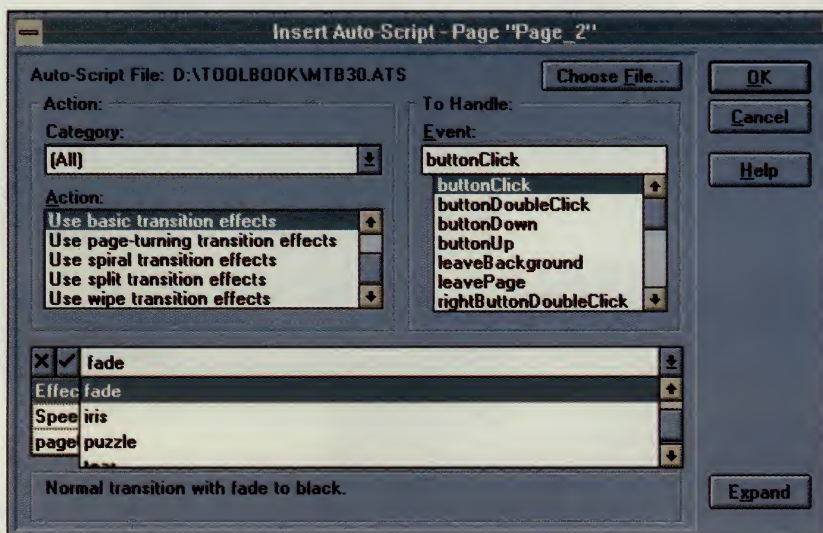 Insert Auto-Script - Page "Page_2"
Auto-Script File: D:\TOOLBOOK\MTB30.ATS
Choose File...
OK
Cancel
Help
Action:
Category:
(All)
Action:
Use basic transition effects
Use page-turning transition effects
Use spiral transition effects
Use split transition effects
Use wipe transition effects
To Handle:
Event:
buttonClick
buttonClick
buttonDoubleClick
buttonDown
buttonUp
leaveBackground
leavePage
rightButtonDoubleClick
fade
Effec fade
Spee iris
page puzzle
Normal transition with fade to black.
Expand